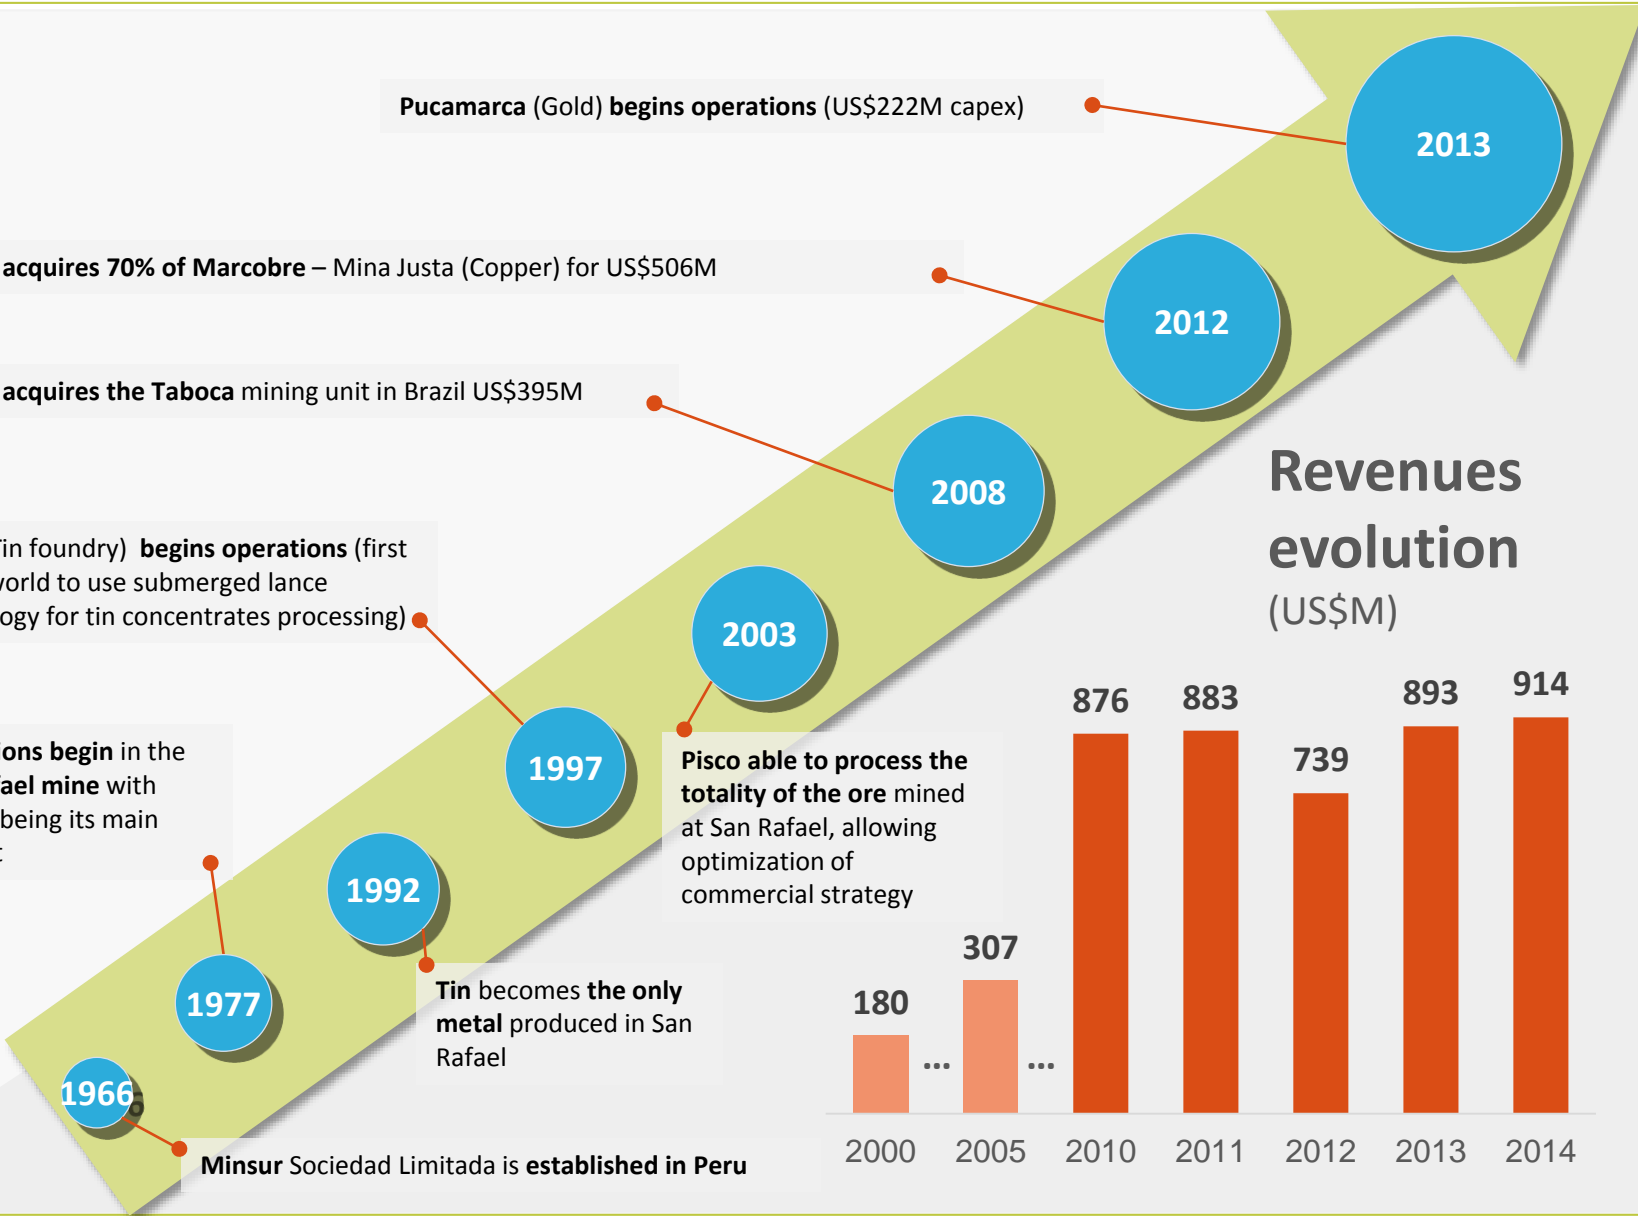 Pucamarca (Gold) begins operations (US$222M capex)
2013
acquires 70% of Marcobre – Mina Justa (Copper) for US$506M
2012
acquires the Taboca mining unit in Brazil US$395M
2008
in foundry) begins operations (first
world to use submerged lance
ogy for tin concentrates processing)
2003
1997
Pisco able to process the
totality of the ore mined
at San Rafael, allowing
optimization of
commercial strategy
ions begin in the
ael mine with
being its main
1992
Tin becomes the only
metal produced in San
Rafael
1977
1966
Minsur Sociedad Limitada is established in Peru
Revenues
evolution
(US$M)
180 ... 307 ... 876 883 739 893 914
2000 2005 2010 2011 2012 2013 2014